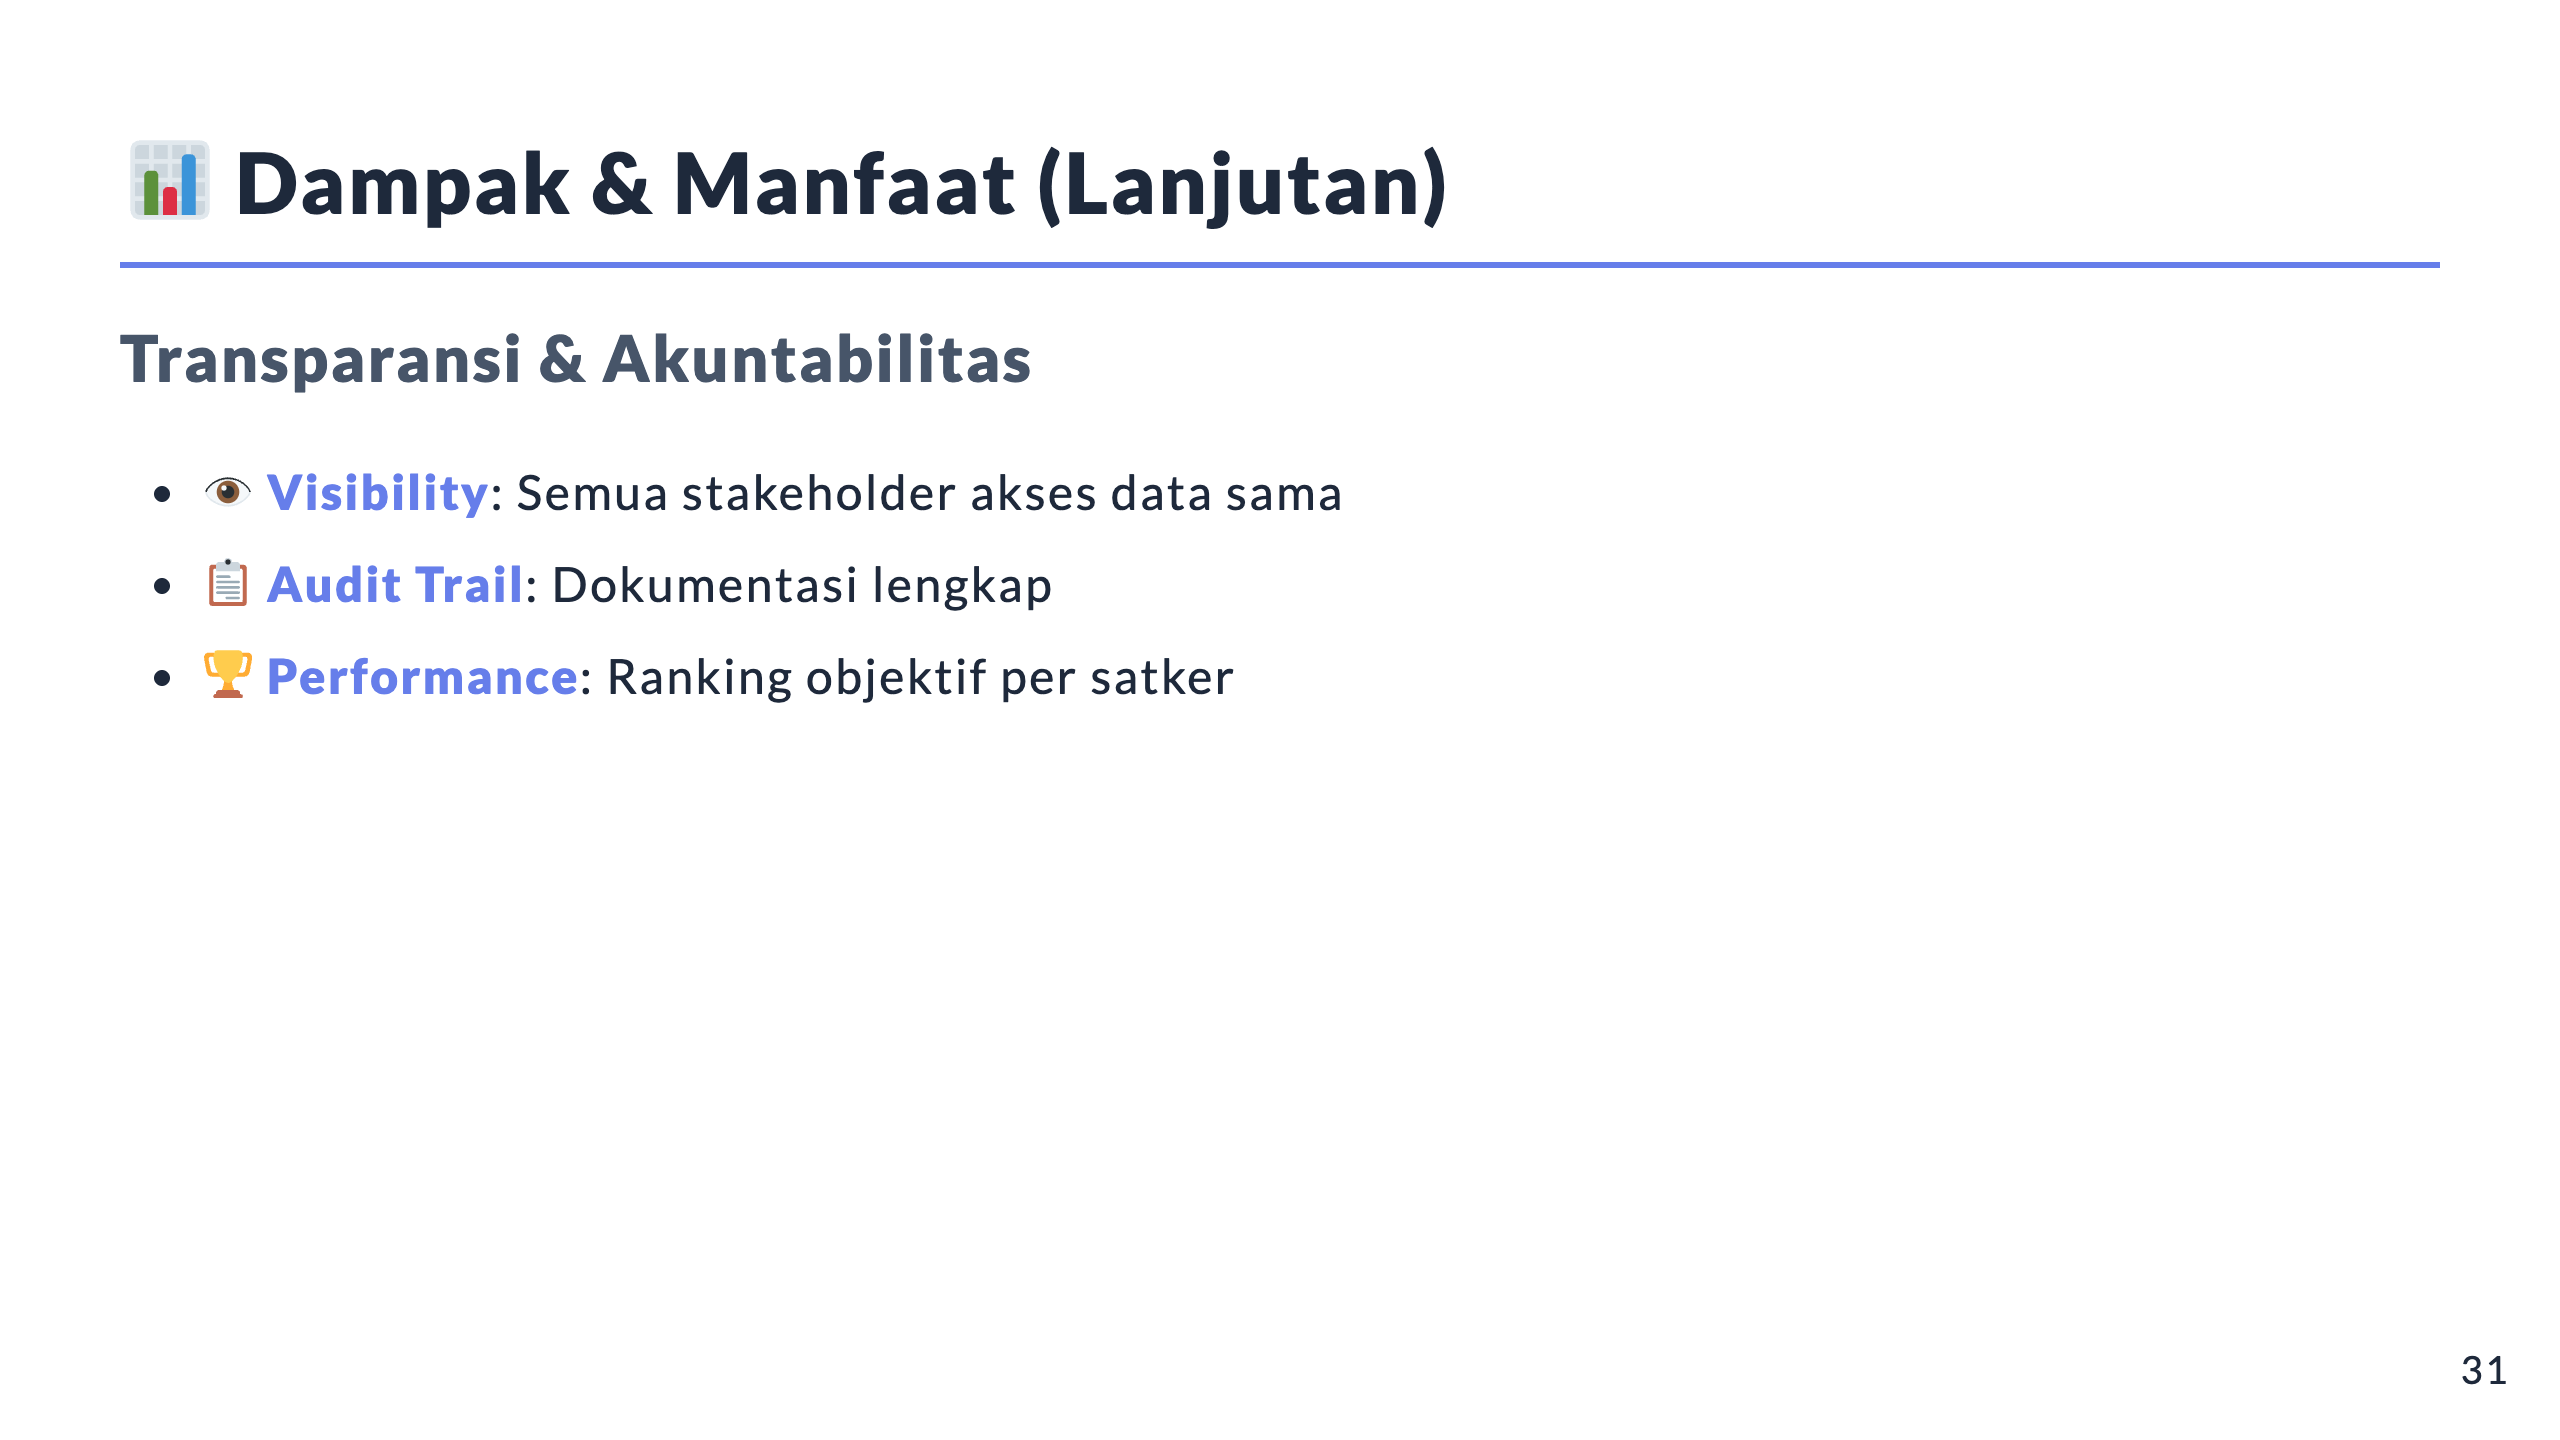 Dampak & Manfaat (Lanjutan)
Transparansi & Akuntabilitas
• Visibility: Semua stakeholder akses data sama
• Audit Trail: Dokumentasi lengkap
• Performance: Ranking objektif per satker
31